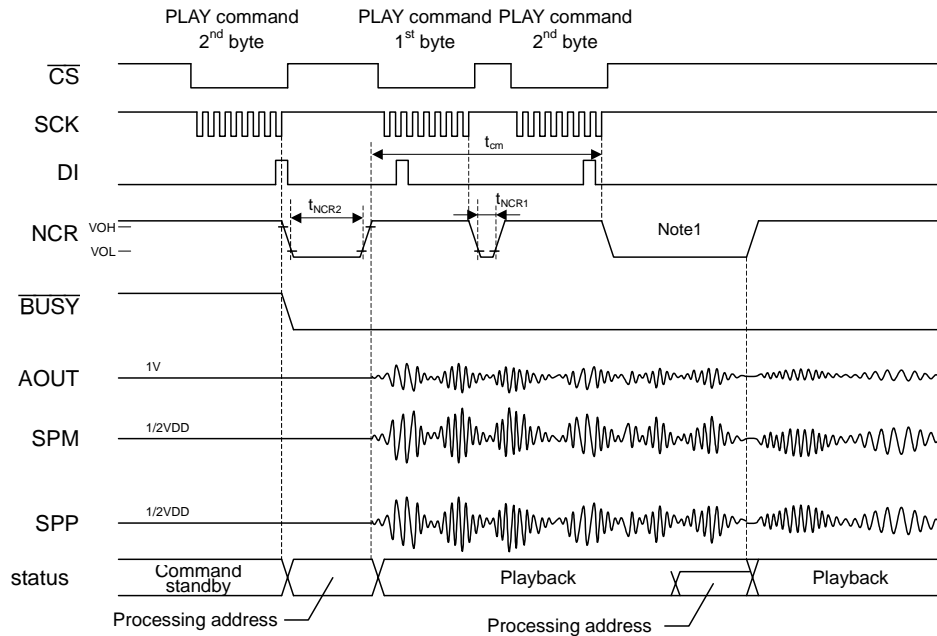 PLAY command
2nd byte
PLAY command
1st byte
PLAY command
2nd byte
CS
SCK
tcm
DI
tNCR2
tNCR1
NCR
VOH
VOL
Note1
BUSY
AOUT
1V
SPM
1/2VDD
SPP
1/2VDD
status
Command
standby
Playback
Playback
Processing address
Processing address